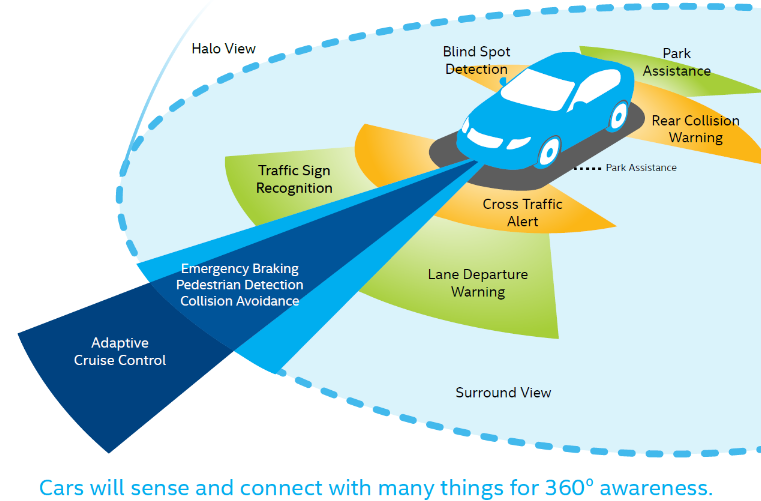 Halo View
Blind Spot
Detection
Park
Assistance
Rear Collision
Warning
Park Assistance
Traffic Sign
Recognition
Cross Traffic
Alert
Emergency Braking
Pedestrian Detection
Collision Avoidance
Lane Departure
Warning
Adaptive
Cruise Control
Surround View
Cars will sense and connect with many things for 360° awareness.